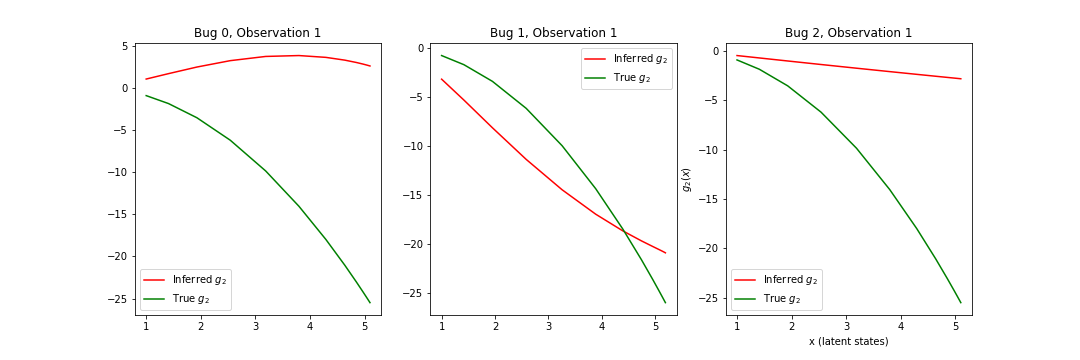 Bug 0, Observation 1
5
0
−5
−10
−15
−20
−25
Inferred g₂
True g₂
1 2 3 4 5
Bug 1, Observation 1
0
−5
−10
−15
−20
−25
Inferred g₂
True g₂
1 2 3 4 5
Bug 2, Observation 1
g₂(x)
0
−5
−10
−15
−20
−25
Inferred g₂
True g₂
1 2 3 4 5
x (latent states)